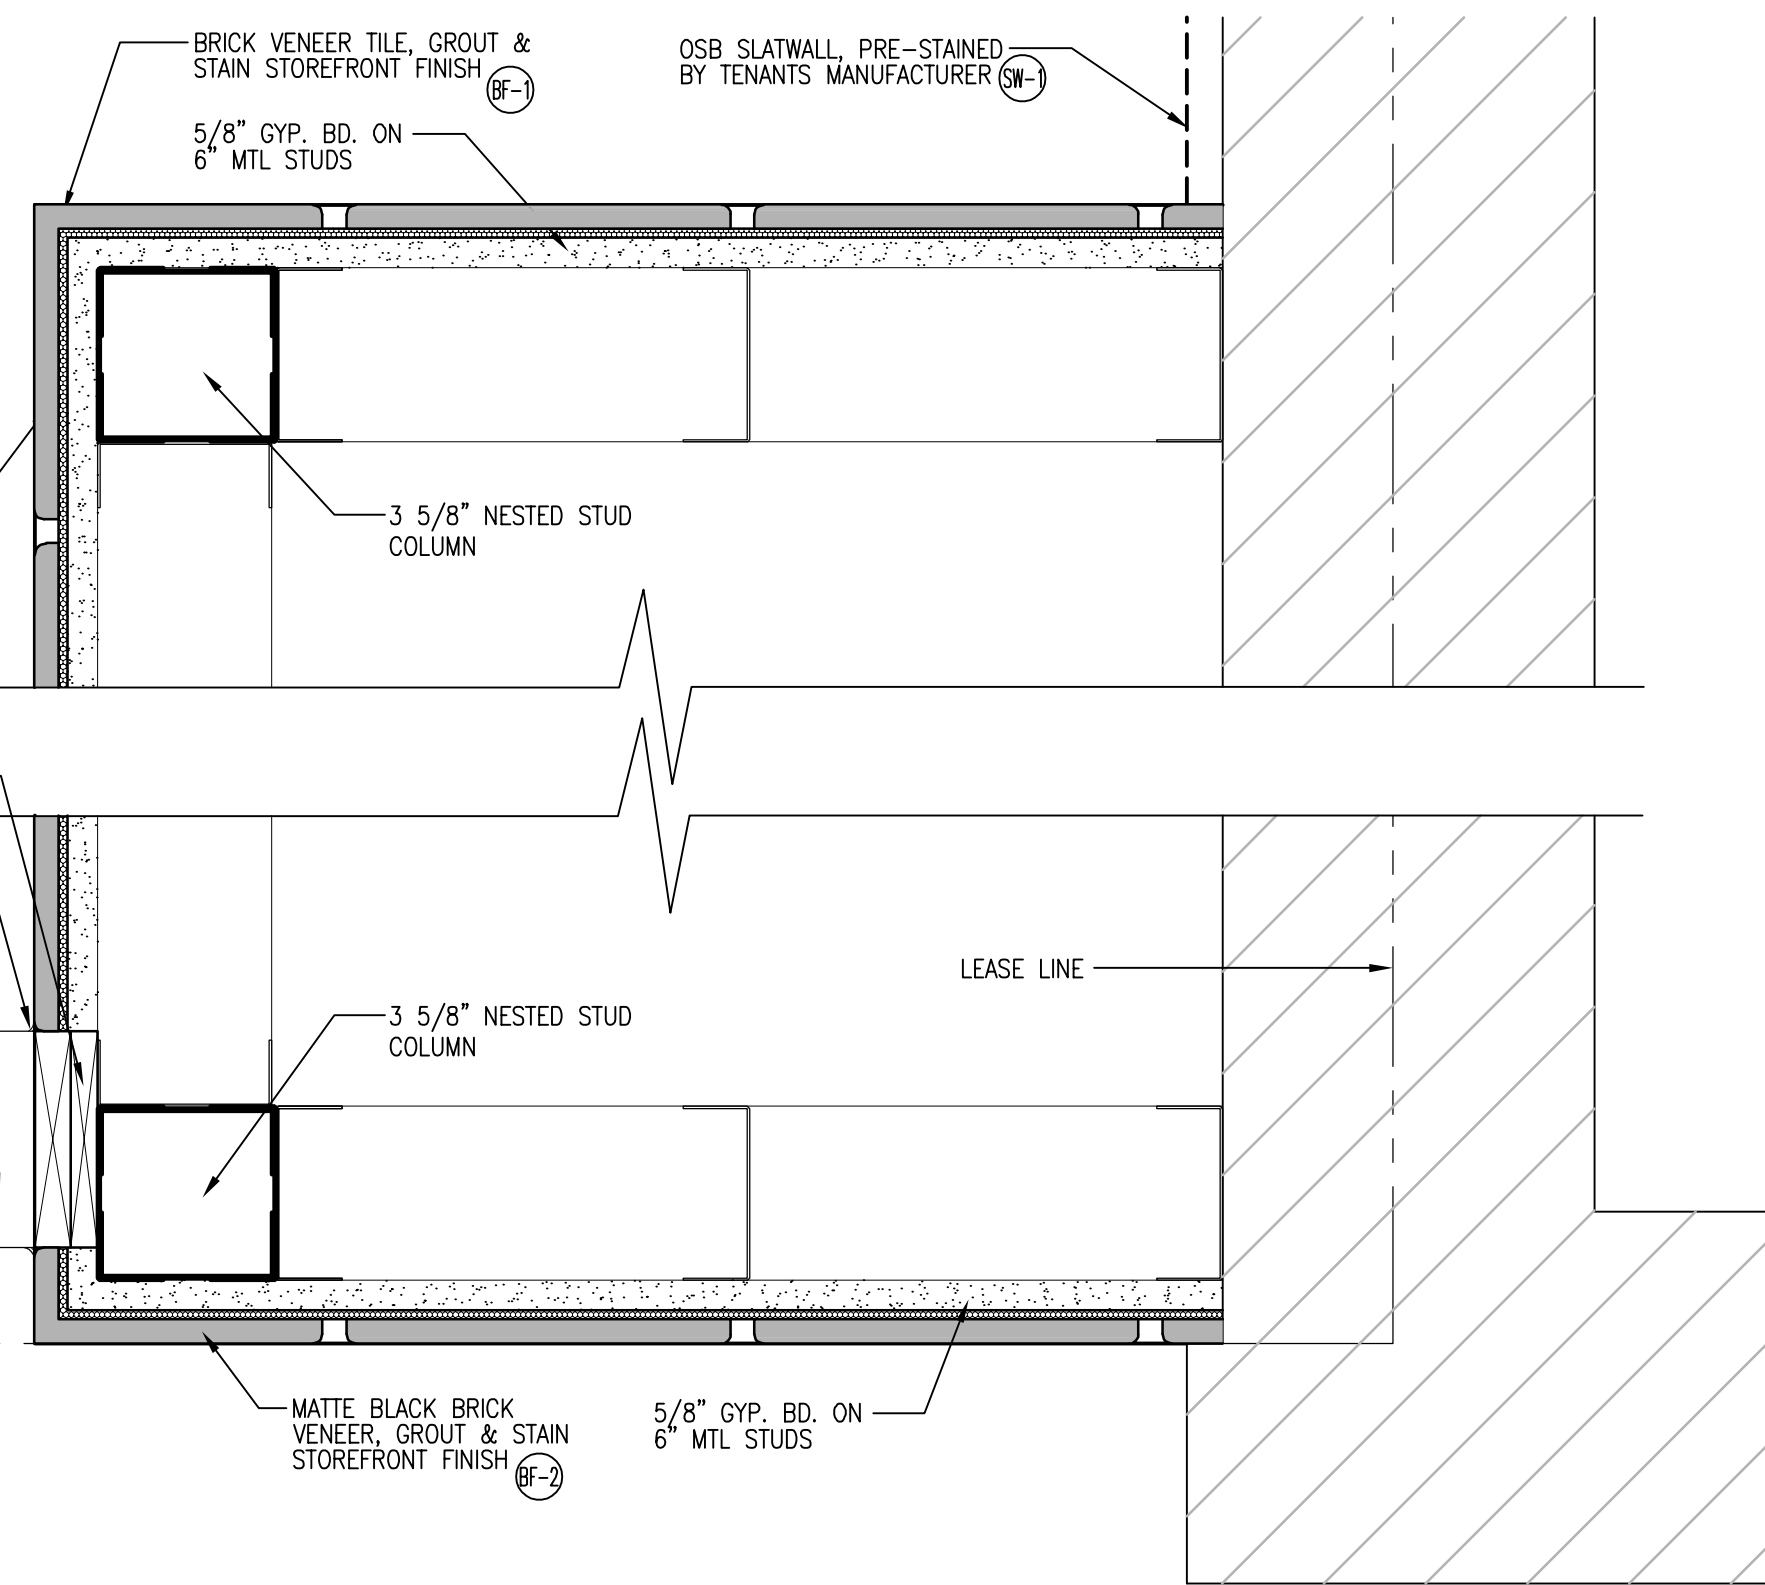 BRICK VENEER TILE, GROUT &
STAIN STOREFRONT FINISH
BF-1
OSB SLATWALL, PRE-STAINED
BY TENANTS MANUFACTURER
SW-1
5/8" GYP. BD. ON
6" MTL STUDS
3 5/8" NESTED STUD
COLUMN
LEASE LINE
3 5/8" NESTED STUD
COLUMN
MATTE BLACK BRICK
VENEER, GROUT & STAIN
STOREFRONT FINISH
BF-2
5/8" GYP. BD. ON
6" MTL STUDS